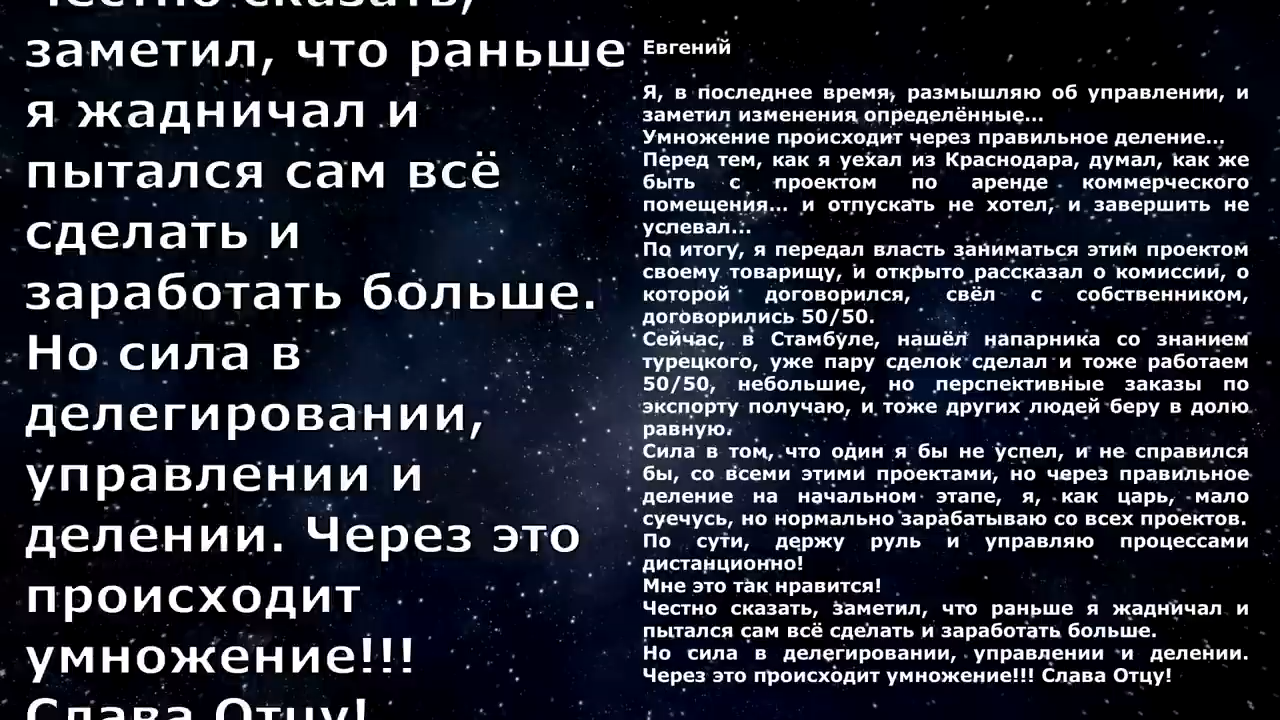 Честно сказать,
заметил, что раньше
я жадничал и
пытался сам всё
сделать и
заработать больше.
Но сила в
делегировании,
управлении и
делении. Через это
происходит
умножение!!!
Слава Отцу!
Евгений
Я, в последнее время, размышляю об управлении, и
заметил изменения определённые...
Умножение происходит через правильное деление...
Перед тем, как я уехал из Краснодара, думал, как же
быть с проектом по аренде коммерческого
помещения... и отпускать не хотел, и завершить не
успевал...
По итогу, я передал власть заниматься этим проектом
своему товарищу, и открыто рассказал о комиссии, о
которой договорился, свёл с собственником,
договорились 50/50.
Сейчас, в Стамбуле, нашёл напарника со знанием
турецкого, уже пару сделок сделал и тоже работаем
50/50, небольшие, но перспективные заказы по
экспорту получаю, и тоже других людей беру в долю
равную.
Сила в том, что один я бы не успел, и не справился
бы, со всеми этими проектами, но через правильное
деление на начальном этапе, я, как царь, мало
суечусь, но нормально зарабатываю со всех проектов.
По сути, держу руль и управляю процессами
дистанционно!
Мне это так нравится!
Честно сказать, заметил, что раньше я жадничал и
пытался сам всё сделать и заработать больше.
Но сила в делегировании, управлении и делении.
Через это происходит умножение!!! Слава Отцу!